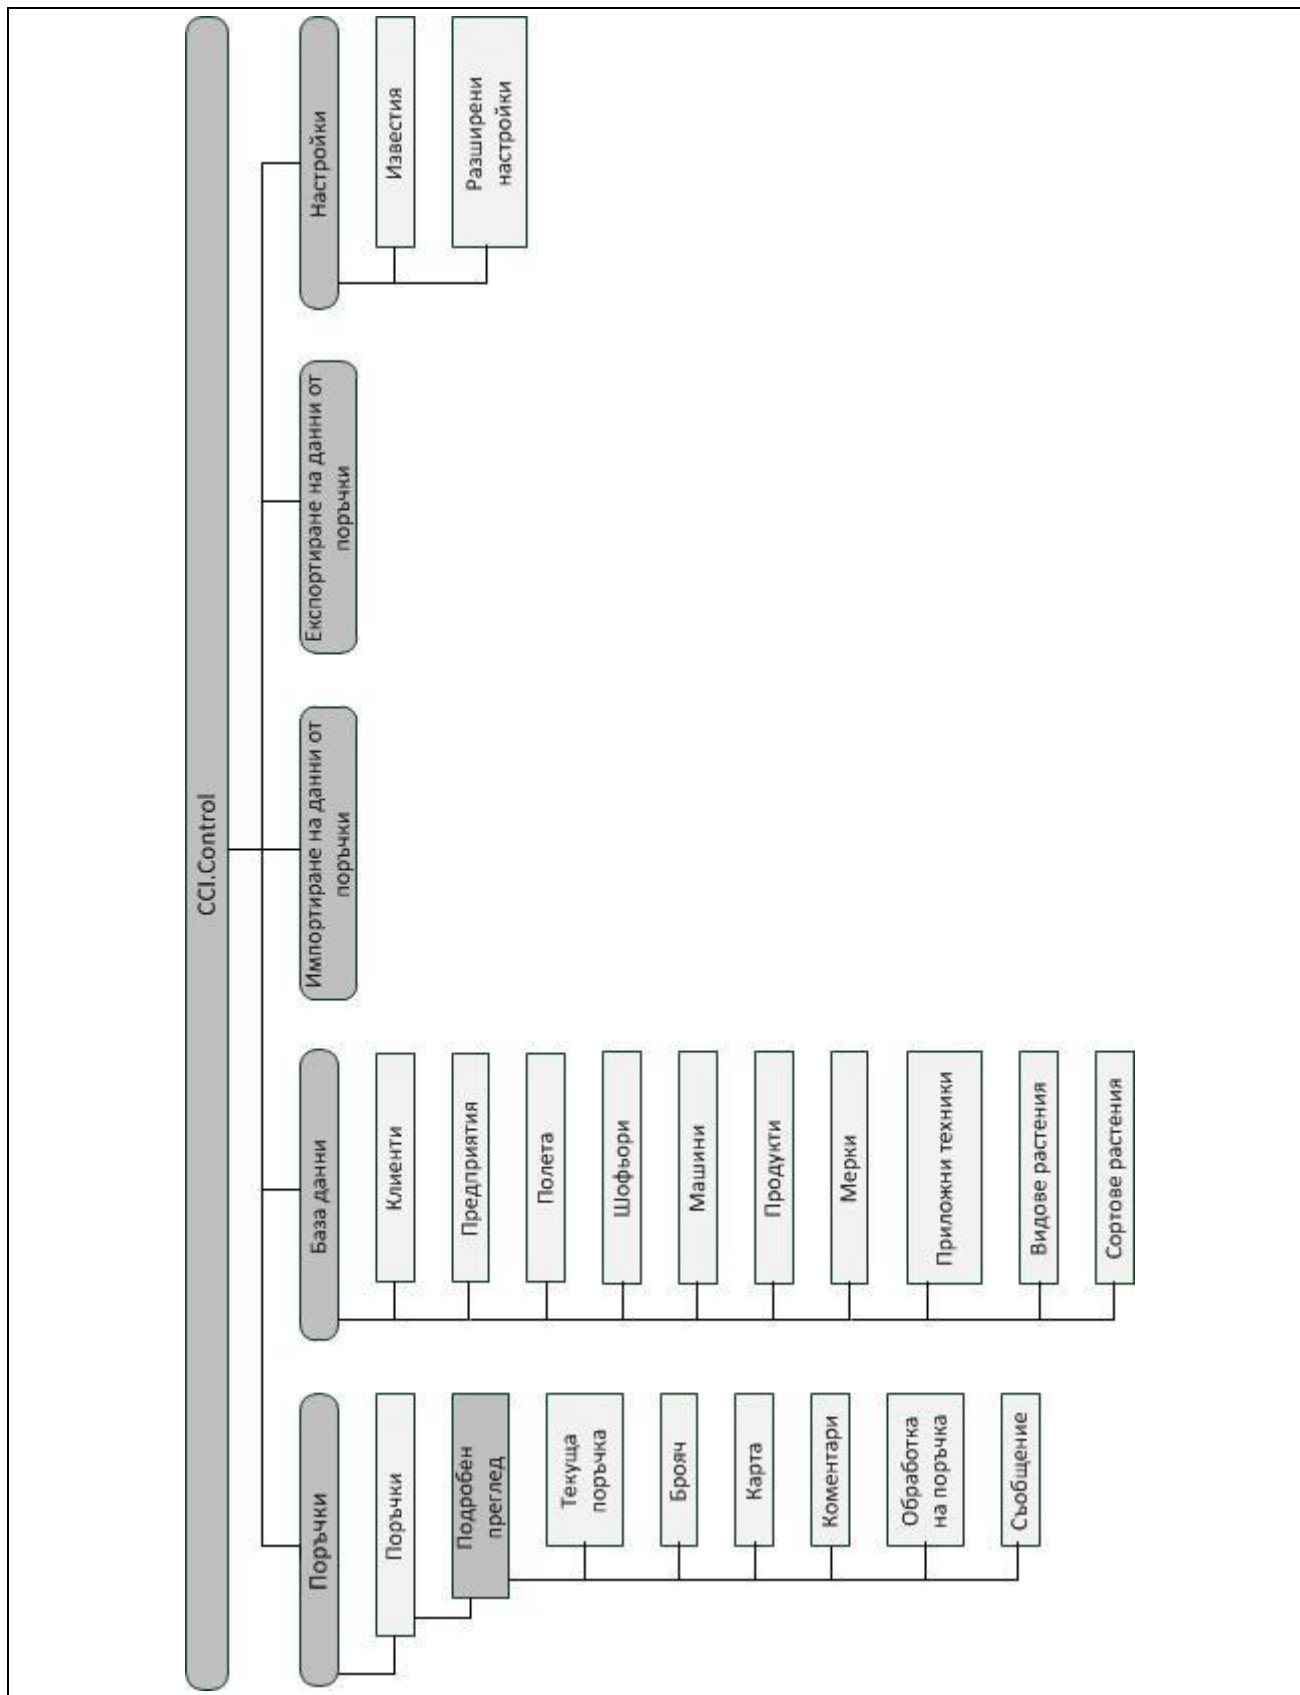 CCI.Control
Поръчки
Поръчки
Подробен
преглед
Текуща
поръчка
Брояч
Карта
Коментари
Обработка
на поръчка
Съобщение
База данни
Клиенти
Предприятия
Полета
Шофьори
Машини
Продукти
Мерки
Приложни техники
Видове растения
Сортове растения
Импортиране на данни от
поръчки
Експортиране на данни от
поръчки
Настройки
Известия
Разширени
настройки